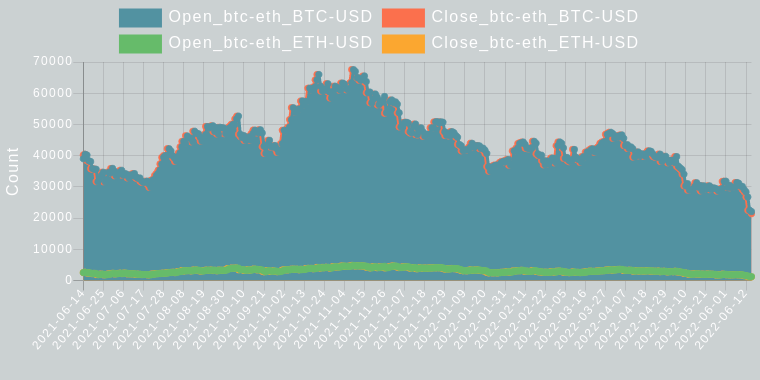 Open_btc-eth_BTC-USD Close_btc-eth_BTC-USD
Open_btc-eth_ETH-USD Close_btc-eth_ETH-USD
70000
60000
50000
40000
30000
20000
10000
0
Count
2021-06-14 2021-06-25 2021-07-06 2021-07-17 2021-07-28 2021-08-08 2021-08-19 2021-08-30 2021-09-10 2021-09-21 2021-10-02 2021-10-13 2021-10-24 2021-11-04 2021-11-15 2021-11-26 2021-12-07 2021-12-18 2021-12-29 2022-01-09 2022-01-20 2022-01-31 2022-02-11 2022-02-22 2022-03-05 2022-03-16 2022-03-27 2022-04-07 2022-04-18 2022-04-29 2022-05-10 2022-05-21 2022-06-01 2022-06-12